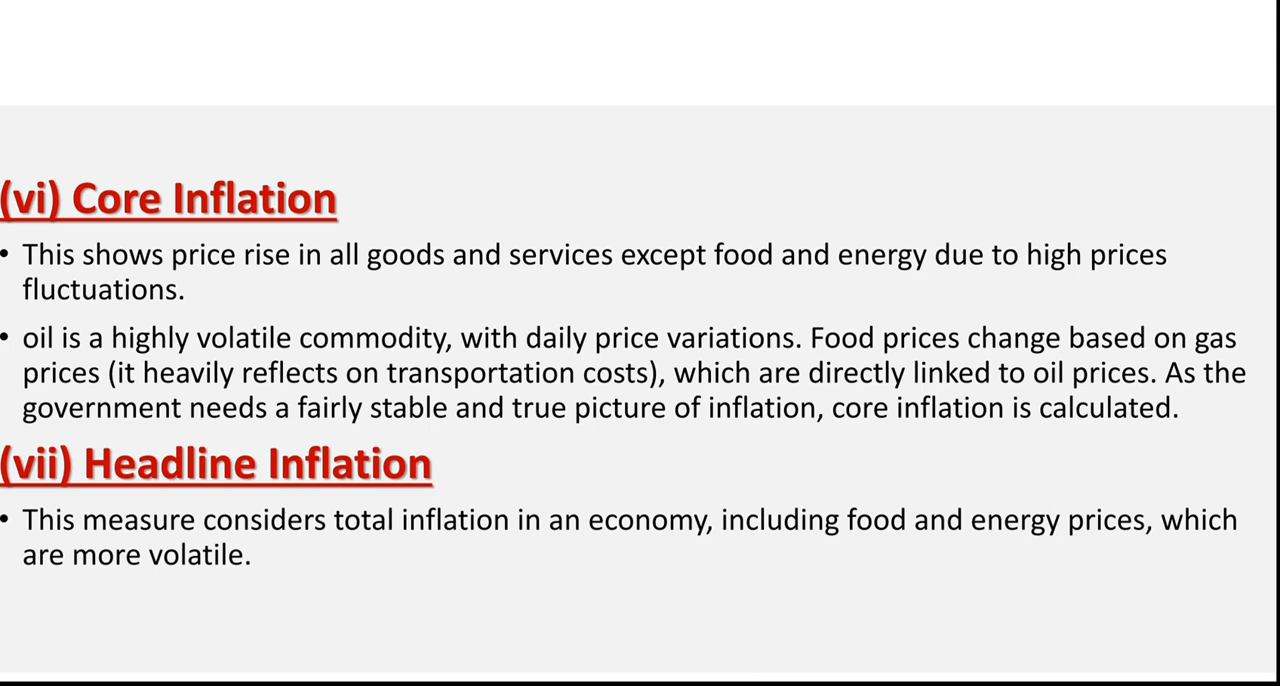 (vi) Core Inflation
• This shows price rise in all goods and services except food and energy due to high prices
fluctuations.
• oil is a highly volatile commodity, with daily price variations. Food prices change based on gas
prices (it heavily reflects on transportation costs), which are directly linked to oil prices. As the
government needs a fairly stable and true picture of inflation, core inflation is calculated.
(vii) Headline Inflation
• This measure considers total inflation in an economy, including food and energy prices, which
are more volatile.